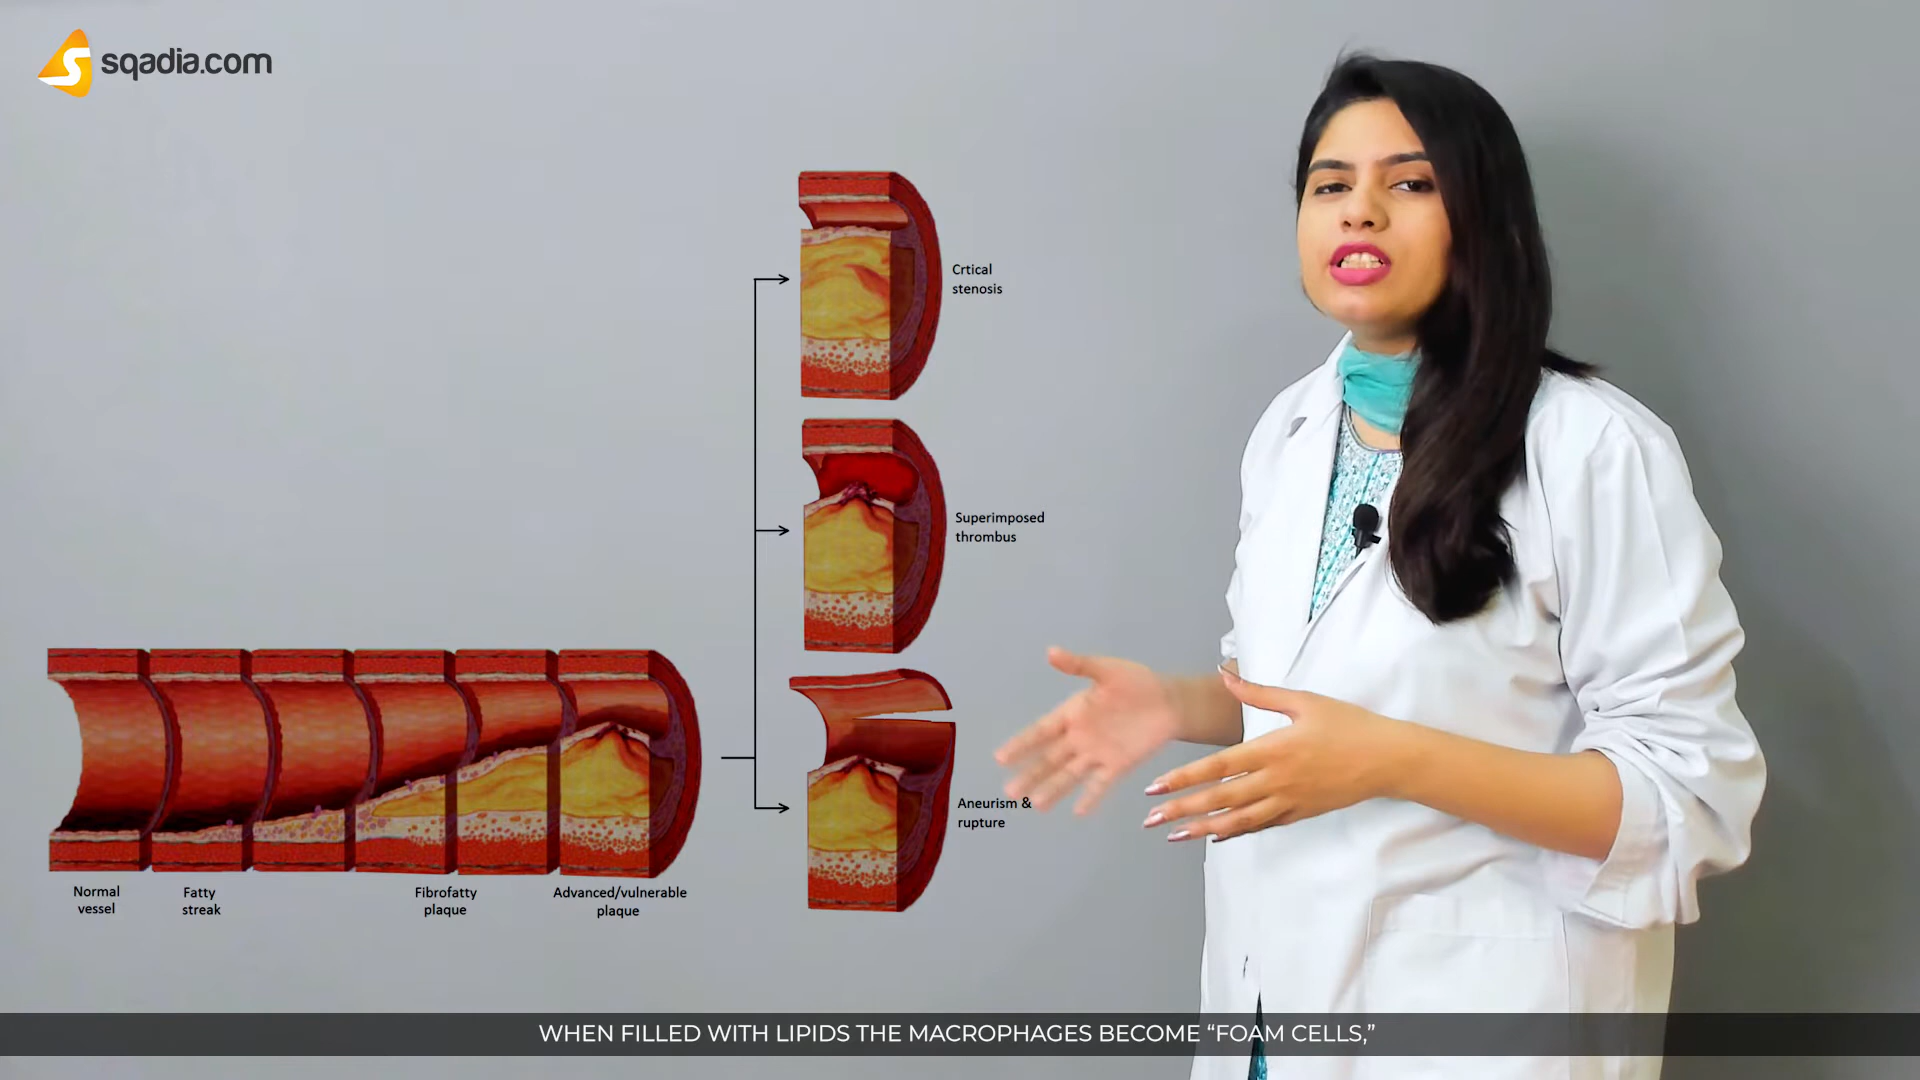 sqadia.com
Crtical
stenosis
Superimposed
thrombus
Aneurism &
rupture
Normal
vessel
Fatty
streak
Fibrofatty
plaque
Advanced/vulnerable
plaque
WHEN FILLED WITH LIPIDS THE MACROPHAGES BECOME “FOAM CELLS,”